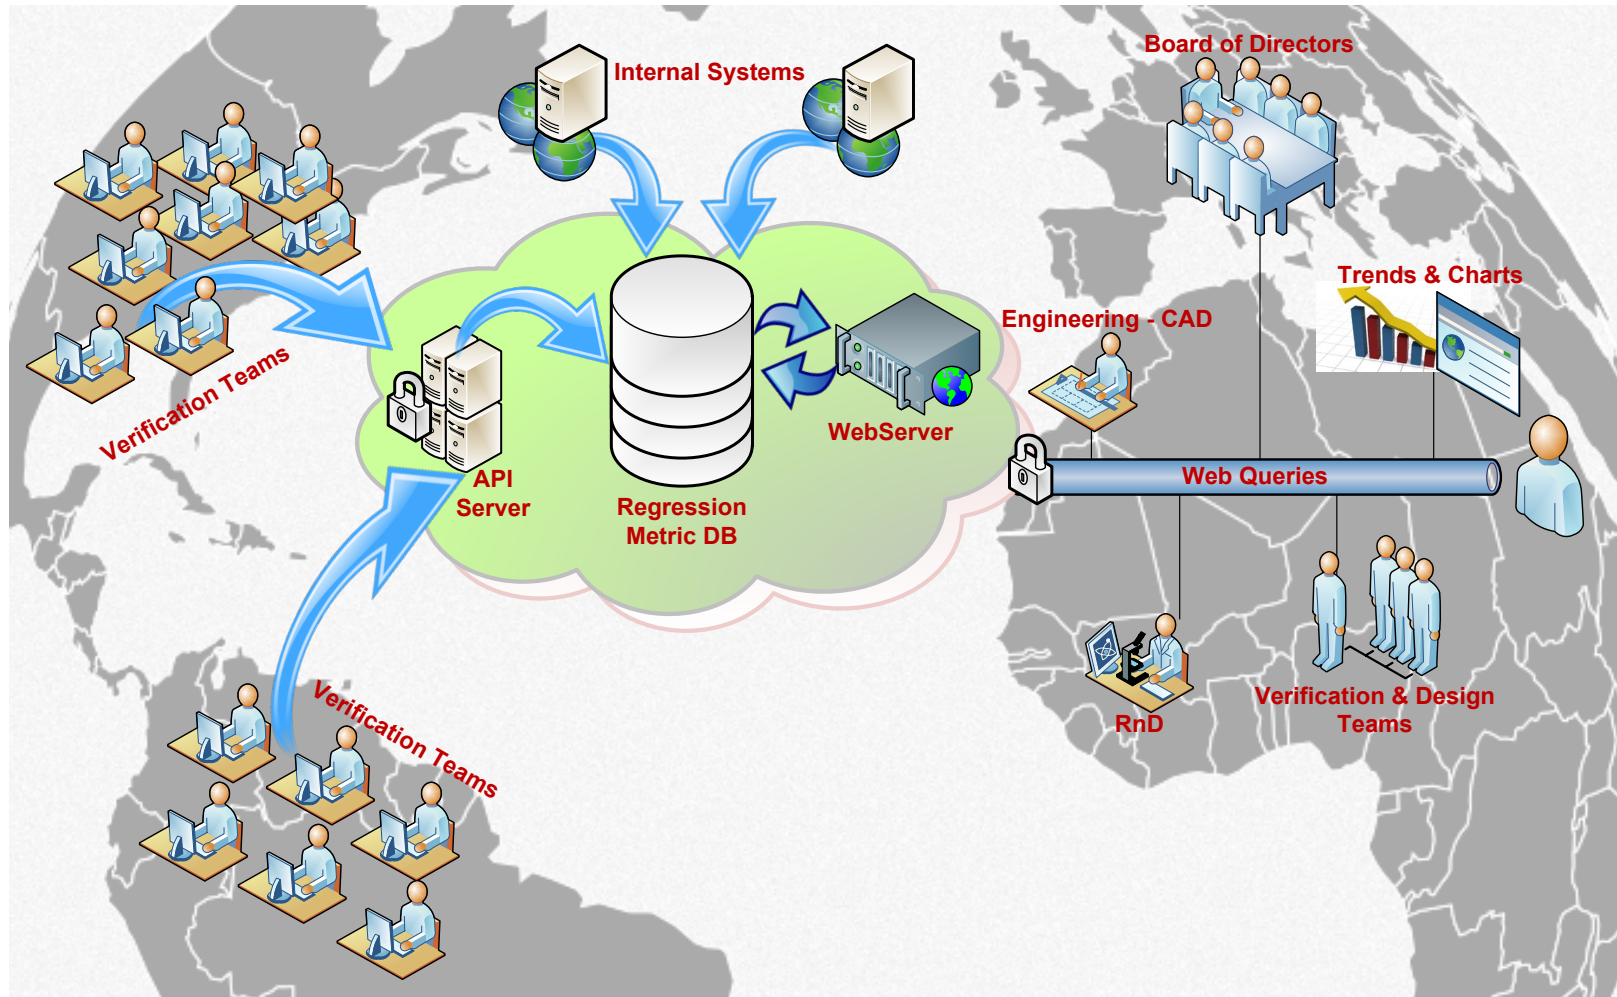 Board of Directors
Internal Systems
Trends & Charts
Engineering - CAD
Verification Teams
WebServer
Web Queries
API
Server
Regression
Metric DB
Verification Teams
Verification & Design
Teams
RnD